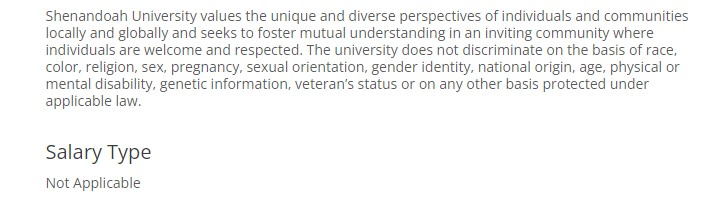 Shenandoah University values the unique and diverse perspectives of individuals and communities
locally and globally and seeks to foster mutual understanding in an inviting community where
individuals are welcome and respected. The university does not discriminate on the basis of race,
color, religion, sex, pregnancy, sexual orientation, gender identity, national origin, age, physical or
mental disability, genetic information, veteran’s status or on any other basis protected under
applicable law.
Salary Type
Not Applicable